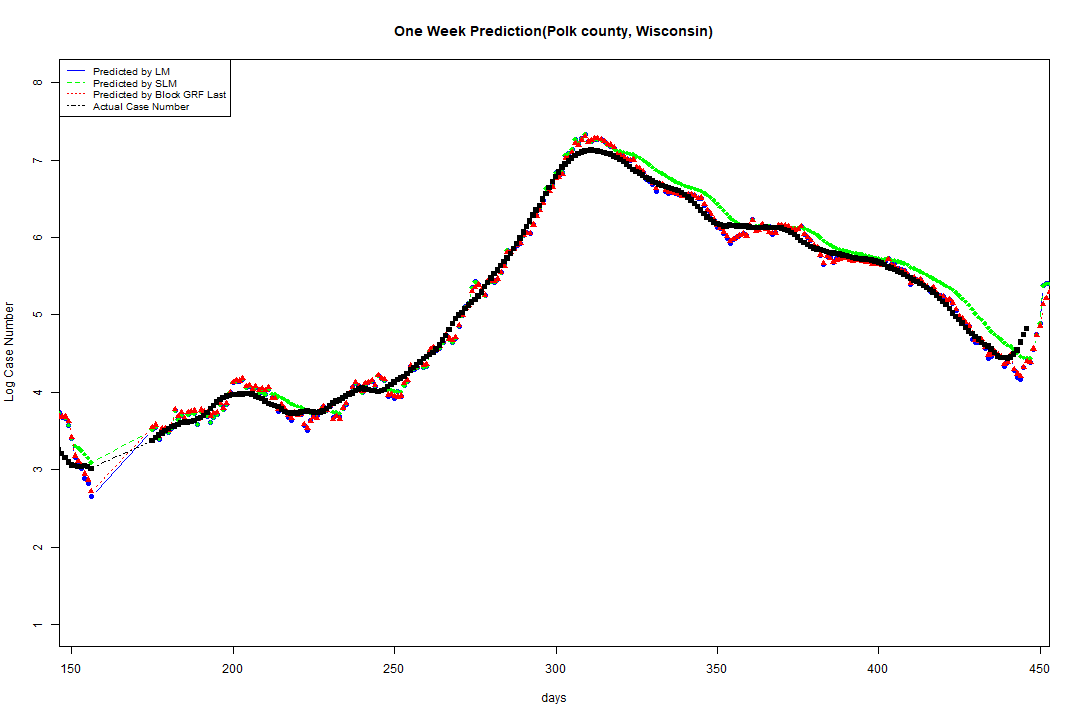 One Week Prediction(Polk county, Wisconsin)
Predicted by LM
Predicted by SLM
Predicted by Block GRF Last
Actual Case Number
8
7
6
5
4
3
2
1
Log Case Number
150 200 250 300 350 400 450
days